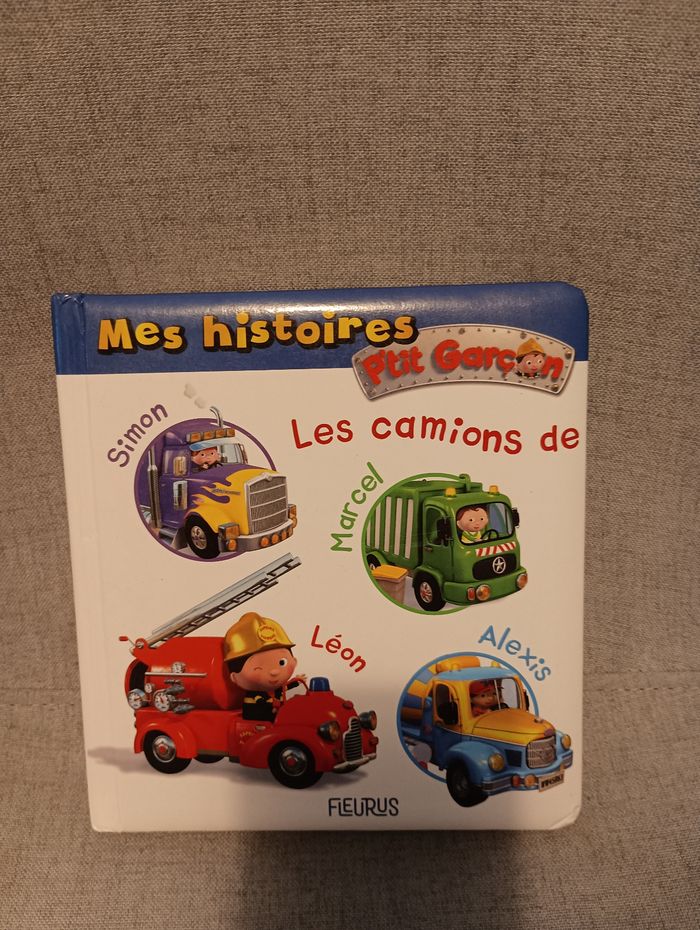 Mes histoires
P'tit Garçon
Les camions de
Simon
Marcel
Léon
Alexis
FLEURUS